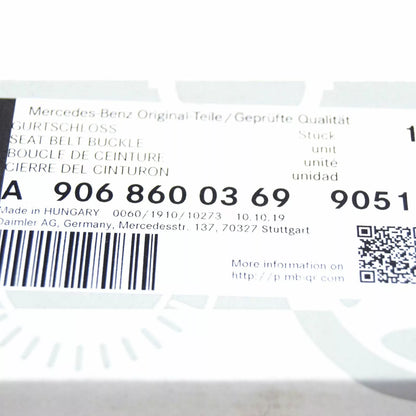 Mercedes-Benz Original-Teile/Geprüfte Qualität
GURTSCHLOSS Stück 1
SEAT BELT BUCKLE unit
BOUCLE DE CEINTURE unité
CIERRE DEL CINTURON unidad
A 906 860 03 69 9051
Made in HUNGARY 0060/1910/10273 10.10.19
Daimler AG, Germany, Mercedesstr. 137, 70327 Stuttgart
More information on
http://p.mb-qr.com